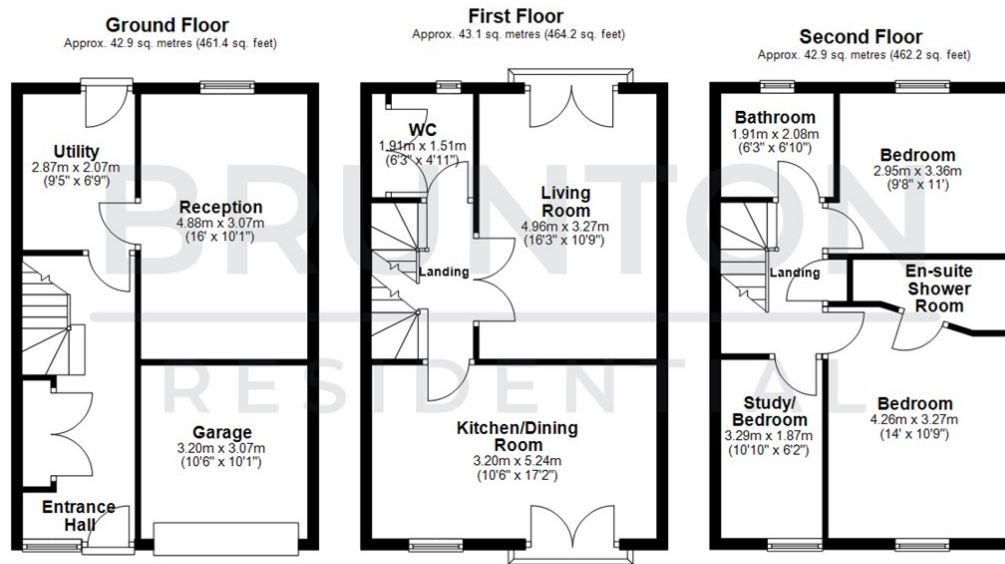 Ground Floor
Approx. 42.9 sq. metres (461.4 sq. feet)
Utility
2.87m x 2.07m
(9'5" x 6'9")
Reception
4.88m x 3.07m
(16' x 10'1")
Garage
3.20m x 3.07m
(10'6" x 10'1")
Entrance
Hall
First Floor
Approx. 43.1 sq. metres (464.2 sq. feet)
WC
1.91m x 1.51m
(6'3" x 4'11")
Living
Room
4.96m x 3.27m
(16'3" x 10'9")
Landing
Kitchen/Dining
Room
3.20m x 5.24m
(10'6" x 17'2")
Second Floor
Approx. 42.9 sq. metres (462.2 sq. feet)
Bathroom
1.91m x 2.08m
(6'3" x 6'10")
Bedroom
2.95m x 3.36m
(9'8" x 11')
Landing
En-suite
Shower
Room
Study/
Bedroom
3.29m x 1.87m
(10'10" x 6'2")
Bedroom
4.26m x 3.27m
(14' x 10'9")
BRUNTON
RESIDENTIAL